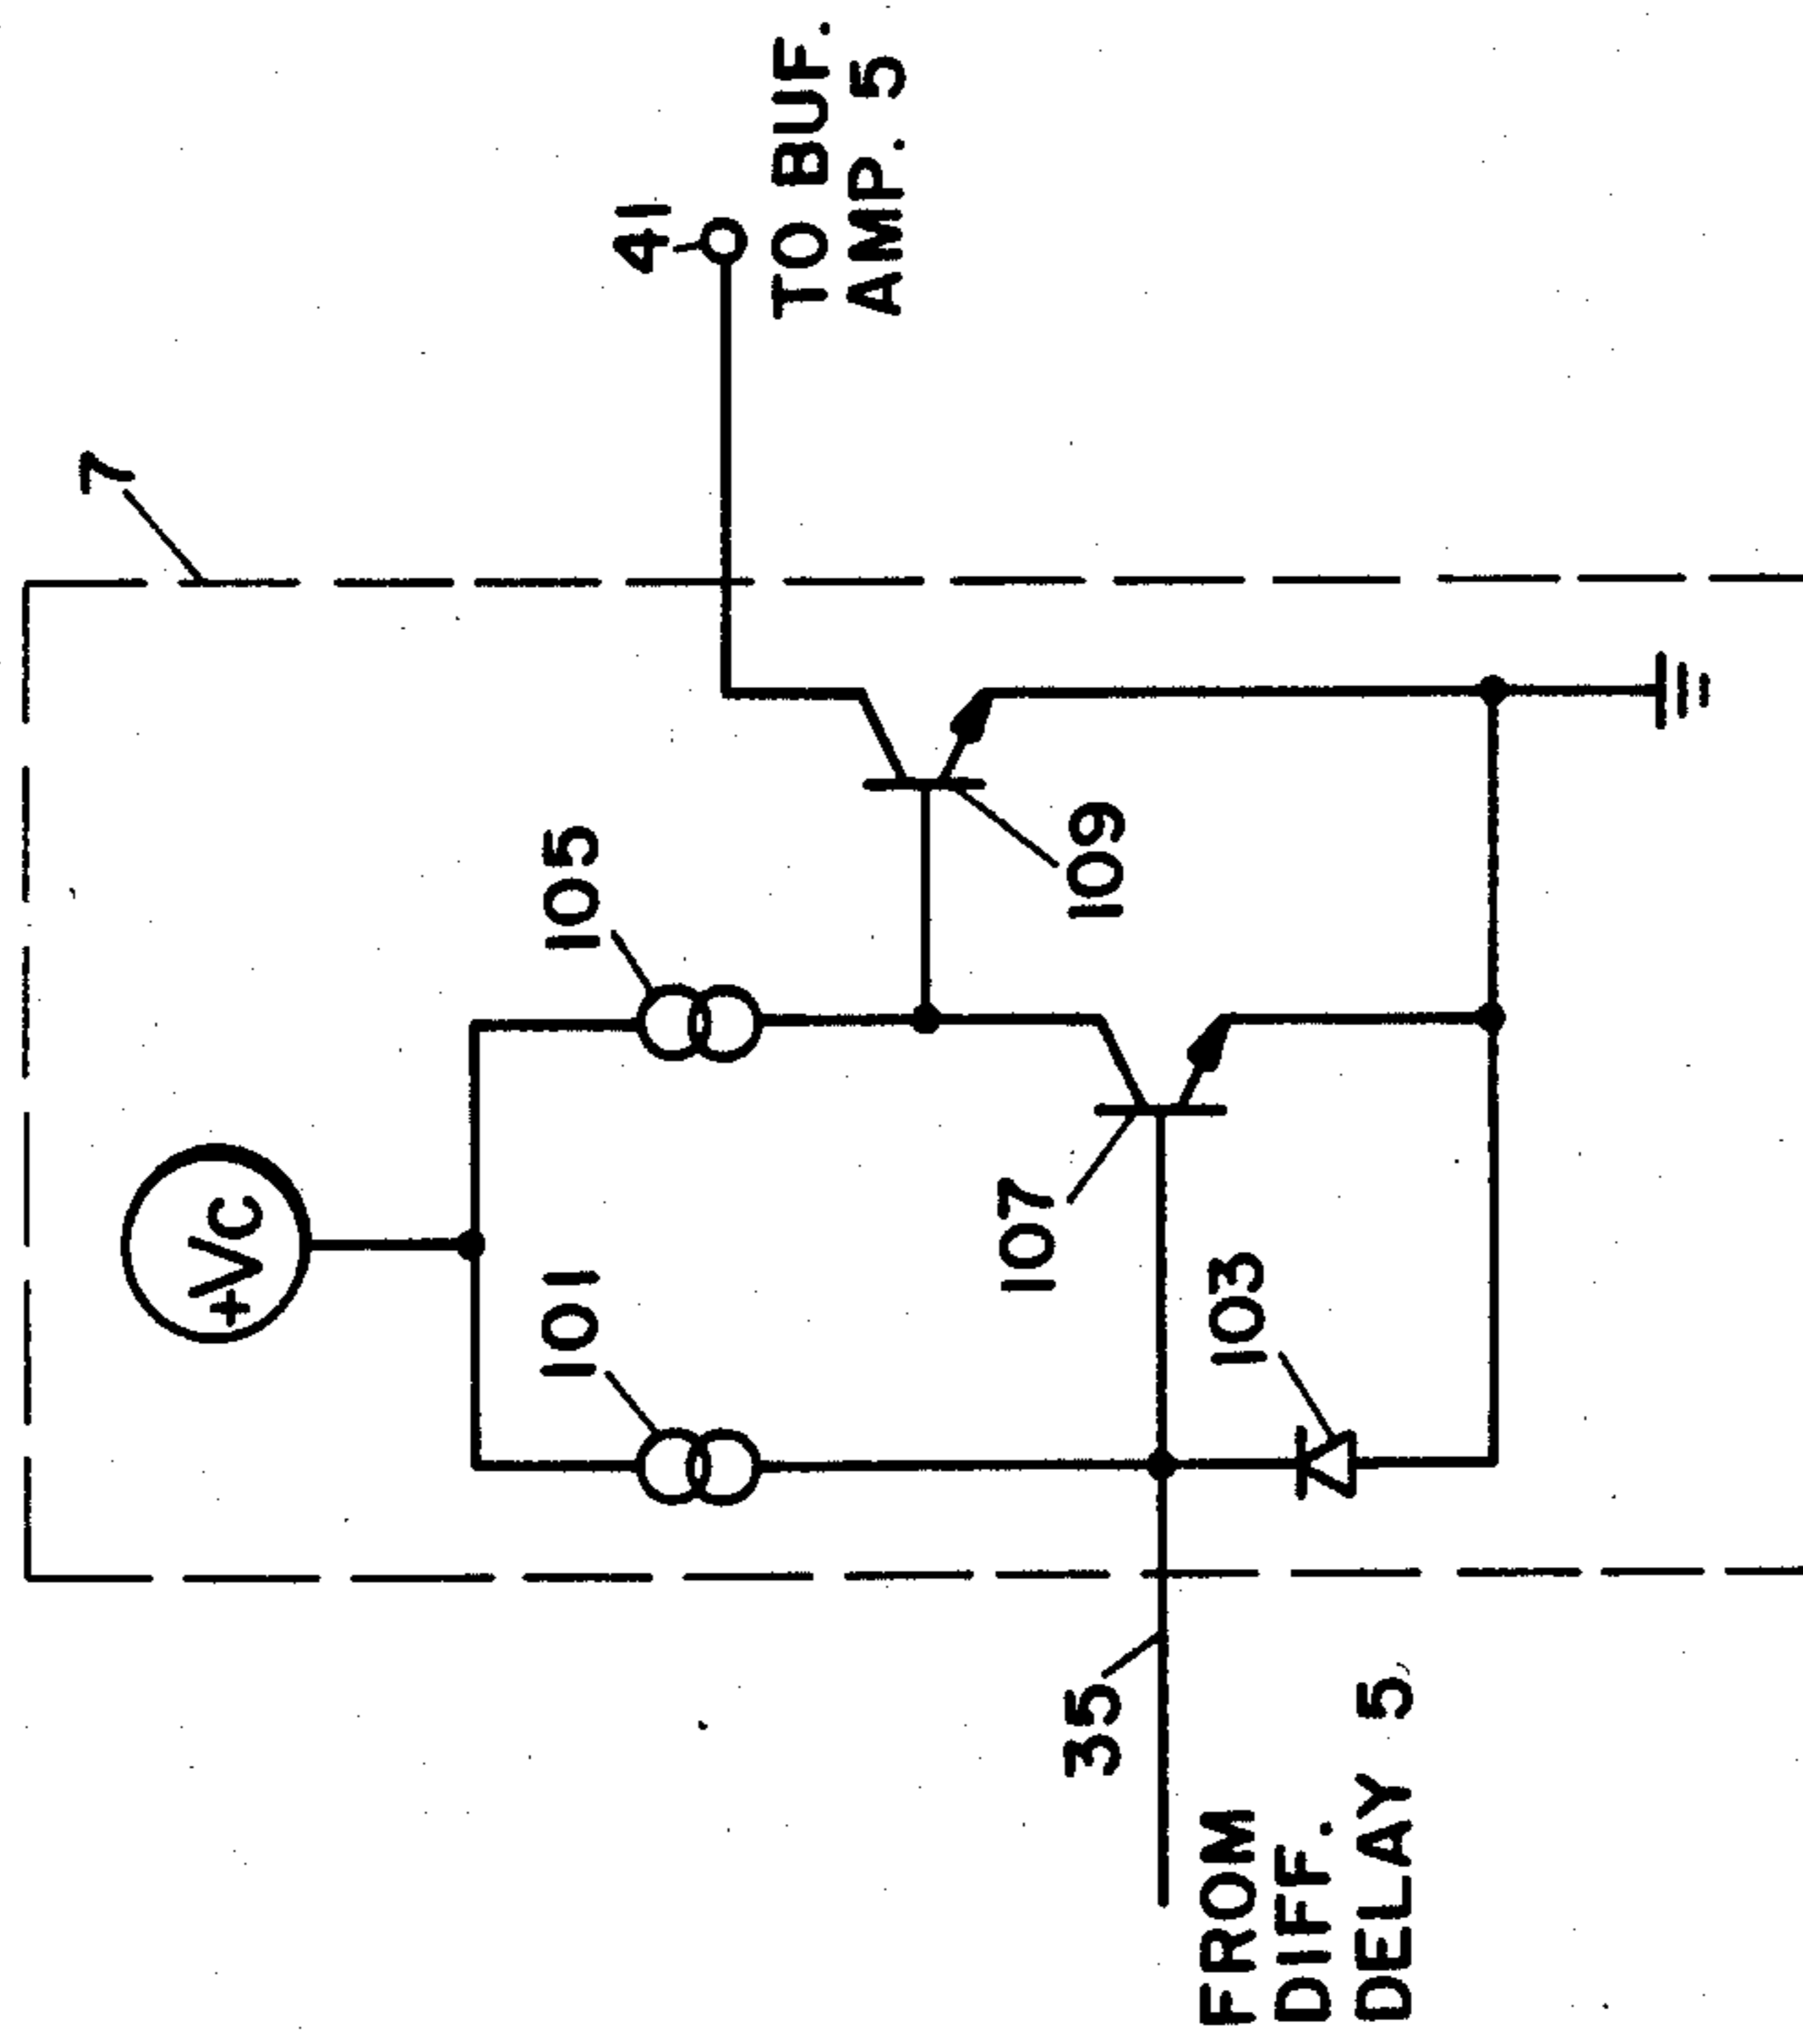 7
+Vc
101
105
41
TO BUF.
AMP. 5
107
109
103
35
FROM
DIFF.
DELAY 5